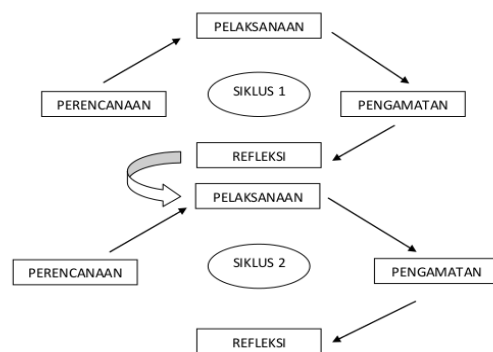 PELAKSANAAN
SIKLUS 1
PERENCANAAN
PENGAMATAN
REFLEKSI
PELAKSANAAN
SIKLUS 2
PERENCANAAN
PENGAMATAN
REFLEKSI